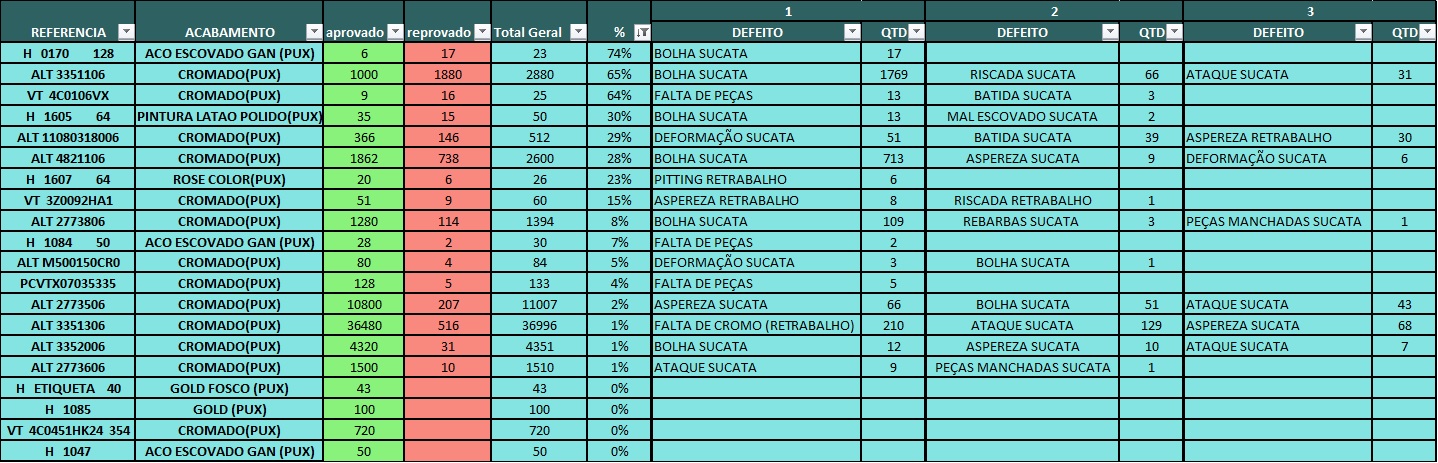 1 2 3
REFERENCIA ACABAMENTO aprovado reprovado Total Geral % DEFEITO QTD DEFEITO QTD DEFEITO QTD
H 0170 128 ACO ESCOVADO GAN (PUX) 6 17 23 74% BOLHA SUCATA 17
ALT 3351106 CROMADO(PUX) 1000 1880 2880 65% BOLHA SUCATA 1769 RISCADA SUCATA 66 ATAQUE SUCATA 31
VT 4C0106VX CROMADO(PUX) 9 16 25 64% FALTA DE PEÇAS 13 BATIDA SUCATA 3
H 1605 64 PINTURA LATAO POLIDO(PUX) 35 15 50 30% BOLHA SUCATA 13 MAL ESCOVADO SUCATA 2
ALT 11080318006 CROMADO(PUX) 366 146 512 29% DEFORMAÇÃO SUCATA 51 BATIDA SUCATA 39 ASPEREZA RETRABALHO 30
ALT 4821106 CROMADO(PUX) 1862 738 2600 28% BOLHA SUCATA 713 ASPEREZA SUCATA 9 DEFORMAÇÃO SUCATA 6
H 1607 64 ROSE COLOR(PUX) 20 6 26 23% PITTING RETRABALHO 6
VT 3Z0092HA1 CROMADO(PUX) 51 9 60 15% ASPEREZA RETRABALHO 8 RISCADA RETRABALHO 1
ALT 2773806 CROMADO(PUX) 1280 114 1394 8% BOLHA SUCATA 109 REBARBAS SUCATA 3 PEÇAS MANCHADAS SUCATA 1
H 1084 50 ACO ESCOVADO GAN (PUX) 28 2 30 7% FALTA DE PEÇAS 2
ALT M500150CR0 CROMADO(PUX) 80 4 84 5% DEFORMAÇÃO SUCATA 3 BOLHA SUCATA 1
PCVTX07035335 CROMADO(PUX) 128 5 133 4% FALTA DE PEÇAS 5
ALT 2773506 CROMADO(PUX) 10800 207 11007 2% ASPEREZA SUCATA 66 BOLHA SUCATA 51 ATAQUE SUCATA 43
ALT 3351306 CROMADO(PUX) 36480 516 36996 1% FALTA DE CROMO (RETRABALHO) 210 ATAQUE SUCATA 129 ASPEREZA SUCATA 68
ALT 3352006 CROMADO(PUX) 4320 31 4351 1% BOLHA SUCATA 12 ASPEREZA SUCATA 10 ATAQUE SUCATA 7
ALT 2773606 CROMADO(PUX) 1500 10 1510 1% ATAQUE SUCATA 9 PEÇAS MANCHADAS SUCATA 1
H ETIQUETA 40 GOLD FOSCO (PUX) 43 43 0%
H 1085 GOLD (PUX) 100 100 0%
VT 4C0451HK24 354 CROMADO(PUX) 720 720 0%
H 1047 ACO ESCOVADO GAN (PUX) 50 50 0%